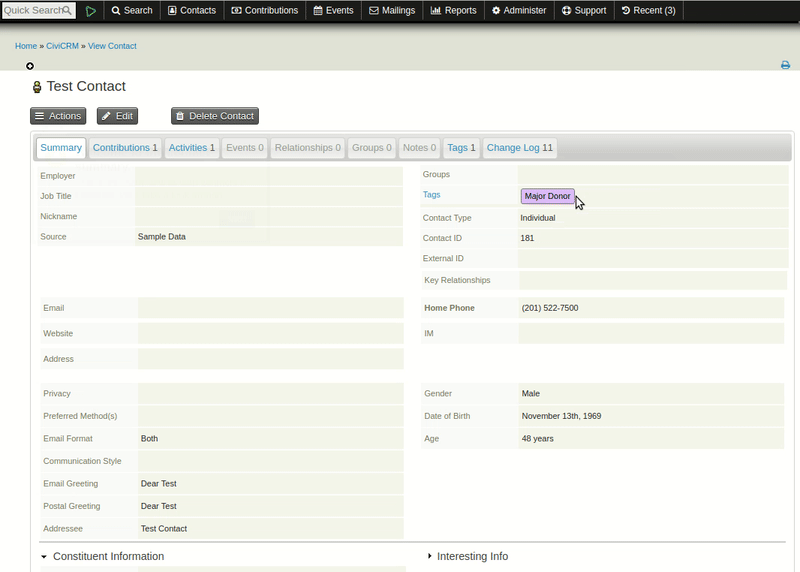 Quick Search Search Contacts Contributions Events Mailings Reports Administer Support Recent (3)
Home » CiviCRM » View Contact
Test Contact
Actions Edit Delete Contact
Summary Contributions 1 Activities 1 Events 0 Relationships 0 Groups 0 Notes 0 Tags 1 Change Log 11
Employer
Job Title
Nickname
Source Sample Data
Groups
Tags Major Donor
Contact Type Individual
Contact ID 181
External ID
Key Relationships
Email
Website
Address
Home Phone (201) 522-7500
IM
Privacy
Preferred Method(s)
Email Format Both
Communication Style
Email Greeting Dear Test
Postal Greeting Dear Test
Addressee Test Contact
Gender Male
Date of Birth November 13th, 1969
Age 48 years
Constituent Information
Interesting Info